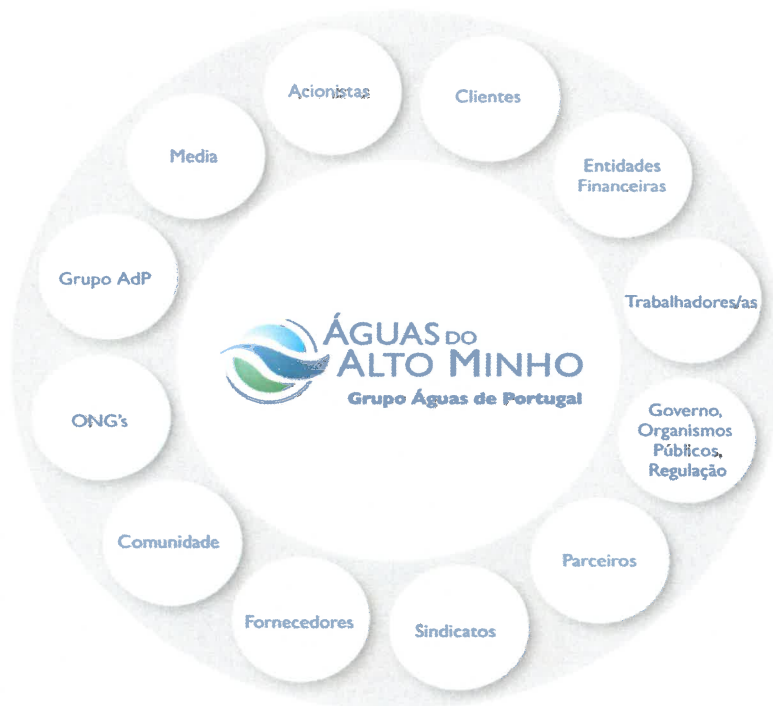 Acionistas
Clientes
Media
Entidades
Financeiras
Grupo AdP
Trabalhadores/as
ÁGUAS DO
ALTO MINHO
Grupo Águas de Portugal
ONG's
Governo,
Organismos
Públicos,
Regulação
Comunidade
Parceiros
Fornecedores
Sindicatos